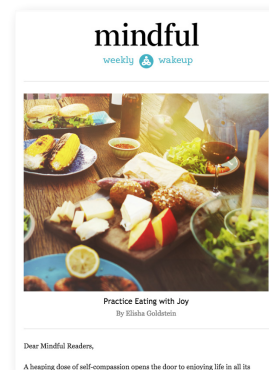 mindful
weekly wakeup
Practice Eating with Joy
By Elisha Goldstein
Dear Mindful Readers,
A heaping dose of self-compassion opens the door to enjoying life in all its